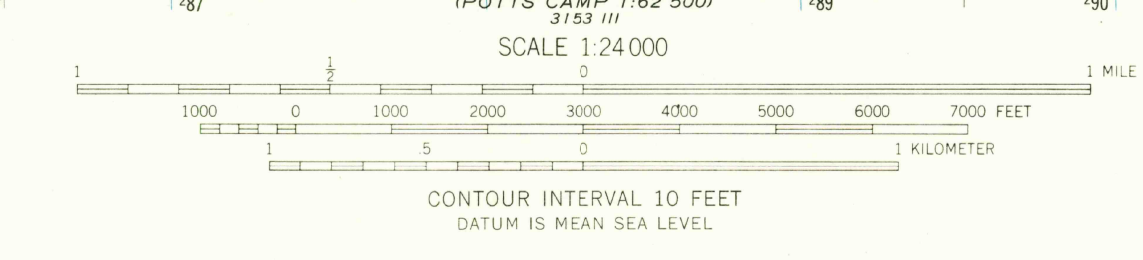 ²87 (POTTS CAMP 1:62 500) ²89 ²90
3153 III
SCALE 1:24 000
1 ½ 0 1 MILE
1000 0 1000 2000 3000 4000 5000 6000 7000 FEET
1 .5 0 1 KILOMETER
CONTOUR INTERVAL 10 FEET
DATUM IS MEAN SEA LEVEL